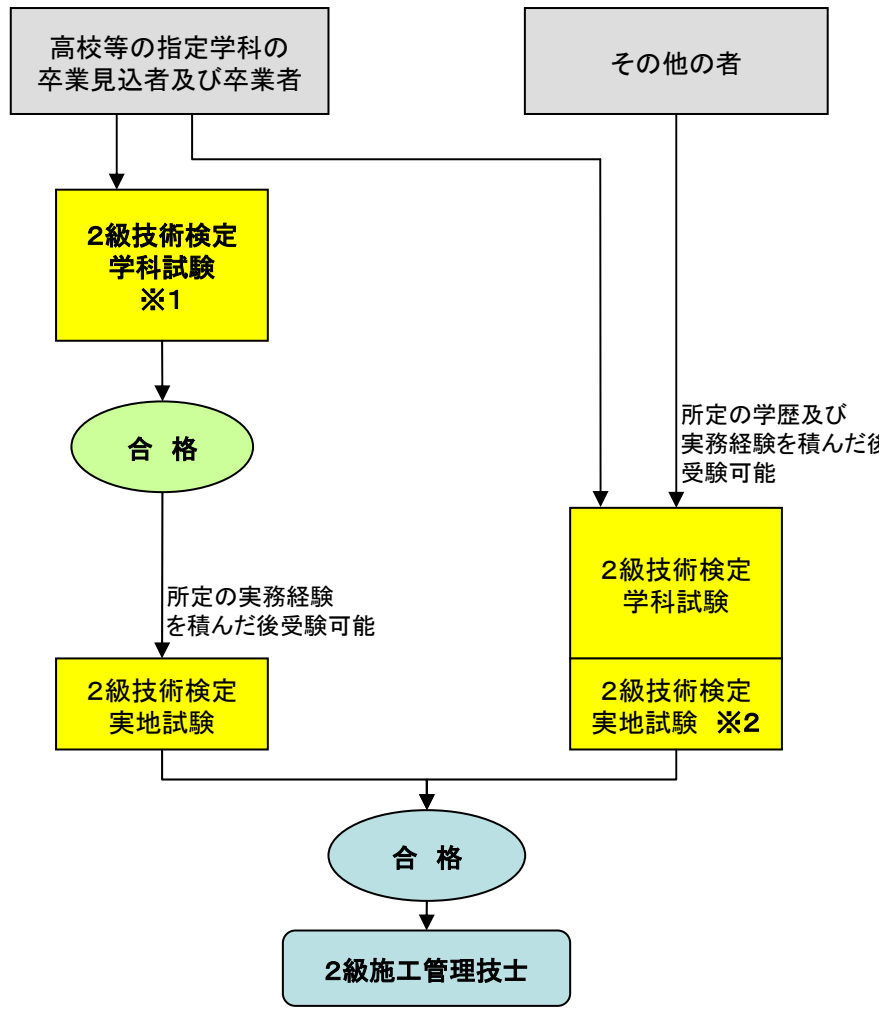 高校等の指定学科の
卒業見込者及び卒業者
その他の者
2級技術検定
学科試験
※1
合 格
所定の学歴及び
実務経験を積んだ後
受験可能
所定の実務経験
を積んだ後受験可能
2級技術検定
学科試験
2級技術検定
実地試験
2級技術検定
実地試験 ※2
合 格
2級施工管理技士